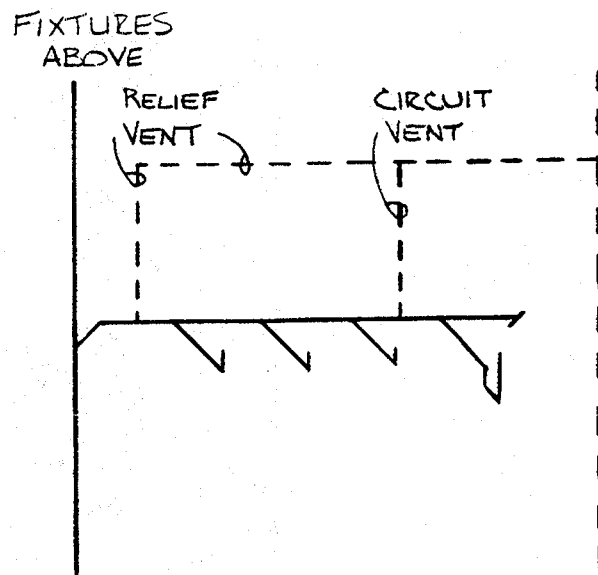 FIXTURES
ABOVE
RELIEF
VENT
CIRCUIT
VENT